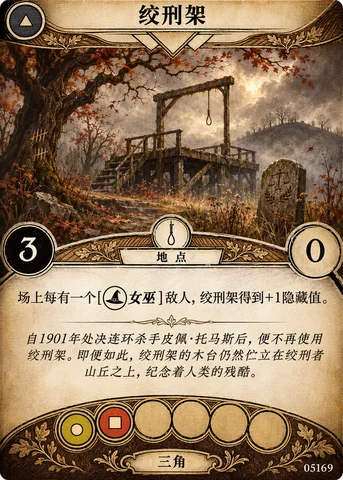 绞刑架
3
地点
0
场上每有一个[女巫]敌人，绞刑架得到+1隐藏值。
自1901年处决连环杀手皮佩·托马斯后，便不再使用
绞刑架。即便如此，绞刑架的木台仍然伫立在绞刑者
山丘之上，纪念着人类的残酷。
三角
05169